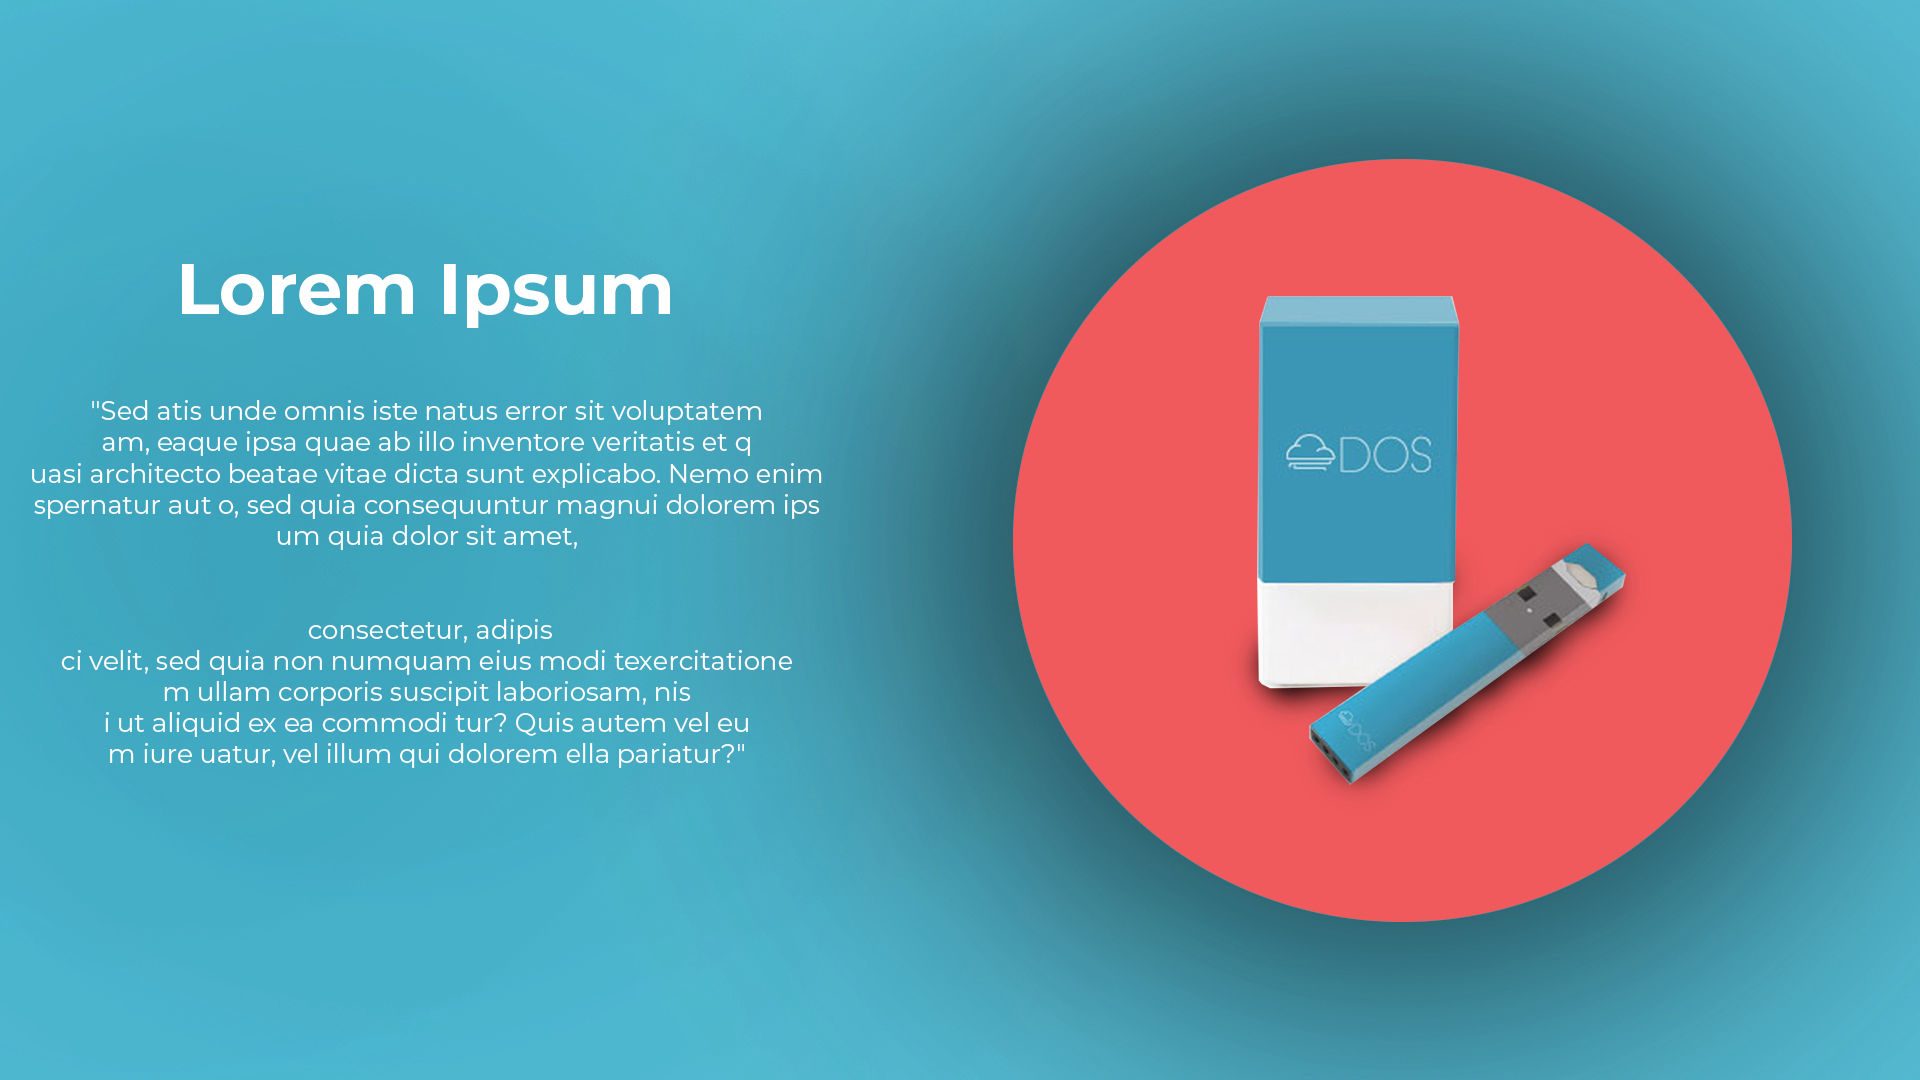 Lorem Ipsum
"Sed atis unde omnis iste natus error sit voluptatem
am, eaque ipsa quae ab illo inventore veritatis et q
uasi architecto beatae vitae dicta sunt explicabo. Nemo enim
spernatur aut o, sed quia consequuntur magnui dolorem ips
um quia dolor sit amet,
consectetur, adipis
ci velit, sed quia non numquam eius modi texercitatione
m ullam corporis suscipit laboriosam, nis
i ut aliquid ex ea commodi tur? Quis autem vel eu
m iure uatur, vel illum qui dolorem ella pariatur?"
DOS
DOS